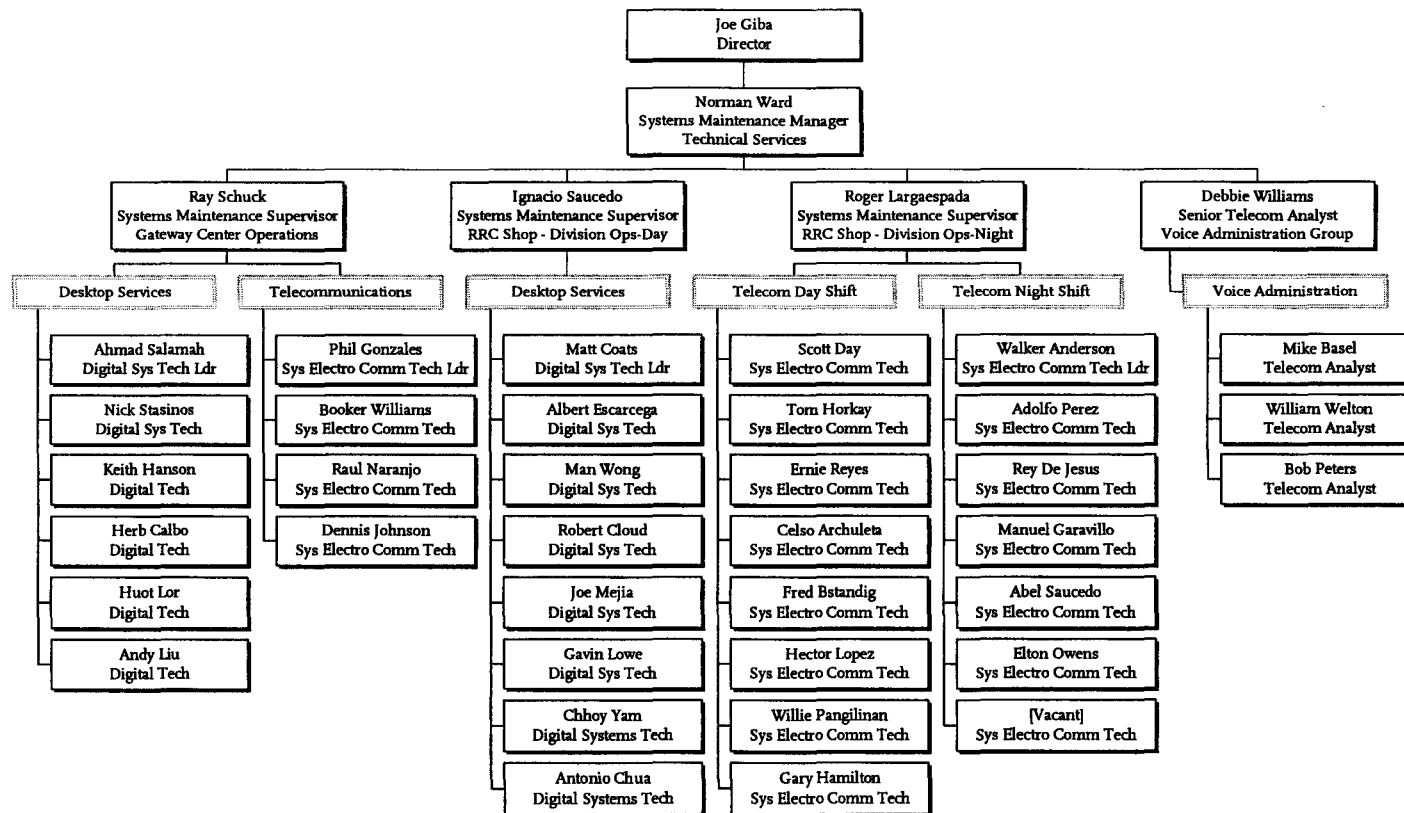 Joe Giba
Director
Norman Ward
Systems Maintenance Manager
Technical Services
Ray Schuck
Systems Maintenance Supervisor
Gateway Center Operations
Ignacio Saucedo
Systems Maintenance Supervisor
RRC Shop - Division Ops-Day
Roger Largaespada
Systems Maintenance Supervisor
RRC Shop - Division Ops-Night
Debbie Williams
Senior Telecom Analyst
Voice Administration Group
Desktop Services
Ahmad Salamah
Digital Sys Tech Ldr
Nick Stasinos
Digital Sys Tech
Keith Hanson
Digital Tech
Herb Calbo
Digital Tech
Huot Lor
Digital Tech
Andy Liu
Digital Tech
Telecommunications
Phil Gonzales
Sys Electro Comm Tech Ldr
Booker Williams
Sys Electro Comm Tech
Raul Naranjo
Sys Electro Comm Tech
Dennis Johnson
Sys Electro Comm Tech
Desktop Services
Matt Coats
Digital Sys Tech Ldr
Albert Escarcega
Digital Sys Tech
Man Wong
Digital Sys Tech
Robert Cloud
Digital Sys Tech
Joe Mejia
Digital Sys Tech
Gavin Lowe
Digital Sys Tech
Chhoy Yam
Digital Systems Tech
Antonio Chua
Digital Systems Tech
Telecom Day Shift
Scott Day
Sys Electro Comm Tech
Tom Horkay
Sys Electro Comm Tech
Ernie Reyes
Sys Electro Comm Tech
Celso Archuleta
Sys Electro Comm Tech
Fred Bstandig
Sys Electro Comm Tech
Hector Lopez
Sys Electro Comm Tech
Willie Pangilinan
Sys Electro Comm Tech
Gary Hamilton
Sys Electro Comm Tech
Telecom Night Shift
Walker Anderson
Sys Electro Comm Tech Ldr
Adolfo Perez
Sys Electro Comm Tech
Rey De Jesus
Sys Electro Comm Tech
Manuel Garavillo
Sys Electro Comm Tech
Abel Saucedo
Sys Electro Comm Tech
Elton Owens
Sys Electro Comm Tech
[Vacant]
Sys Electro Comm Tech
Voice Administration
Mike Basel
Telecom Analyst
William Welton
Telecom Analyst
Bob Peters
Telecom Analyst